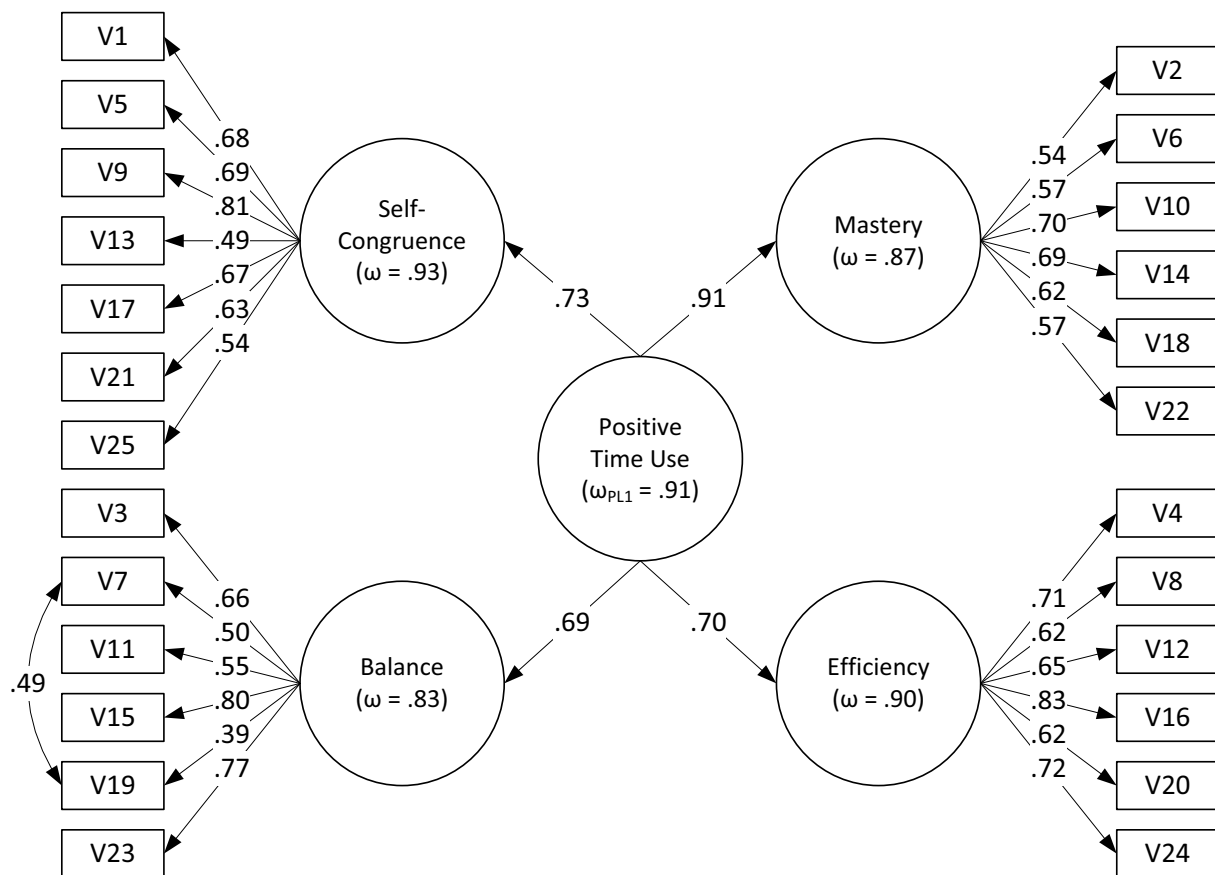 V1
V5
V9
V13
V17
V21
V25
.68
.69
.81
.49
.67
.63
.54
Self-
Congruence
(ω = .93)
Mastery
(ω = .87)
.54
.57
.70
.69
.62
.57
V2
V6
V10
V14
V18
V22
.73
.91
Positive
Time Use
(ωPL1 = .91)
.69
.70
V3
V7
V11
V15
V19
V23
.49
.66
.50
.55
.80
.39
.77
Balance
(ω = .83)
Efficiency
(ω = .90)
.71
.62
.65
.83
.62
.72
V4
V8
V12
V16
V20
V24